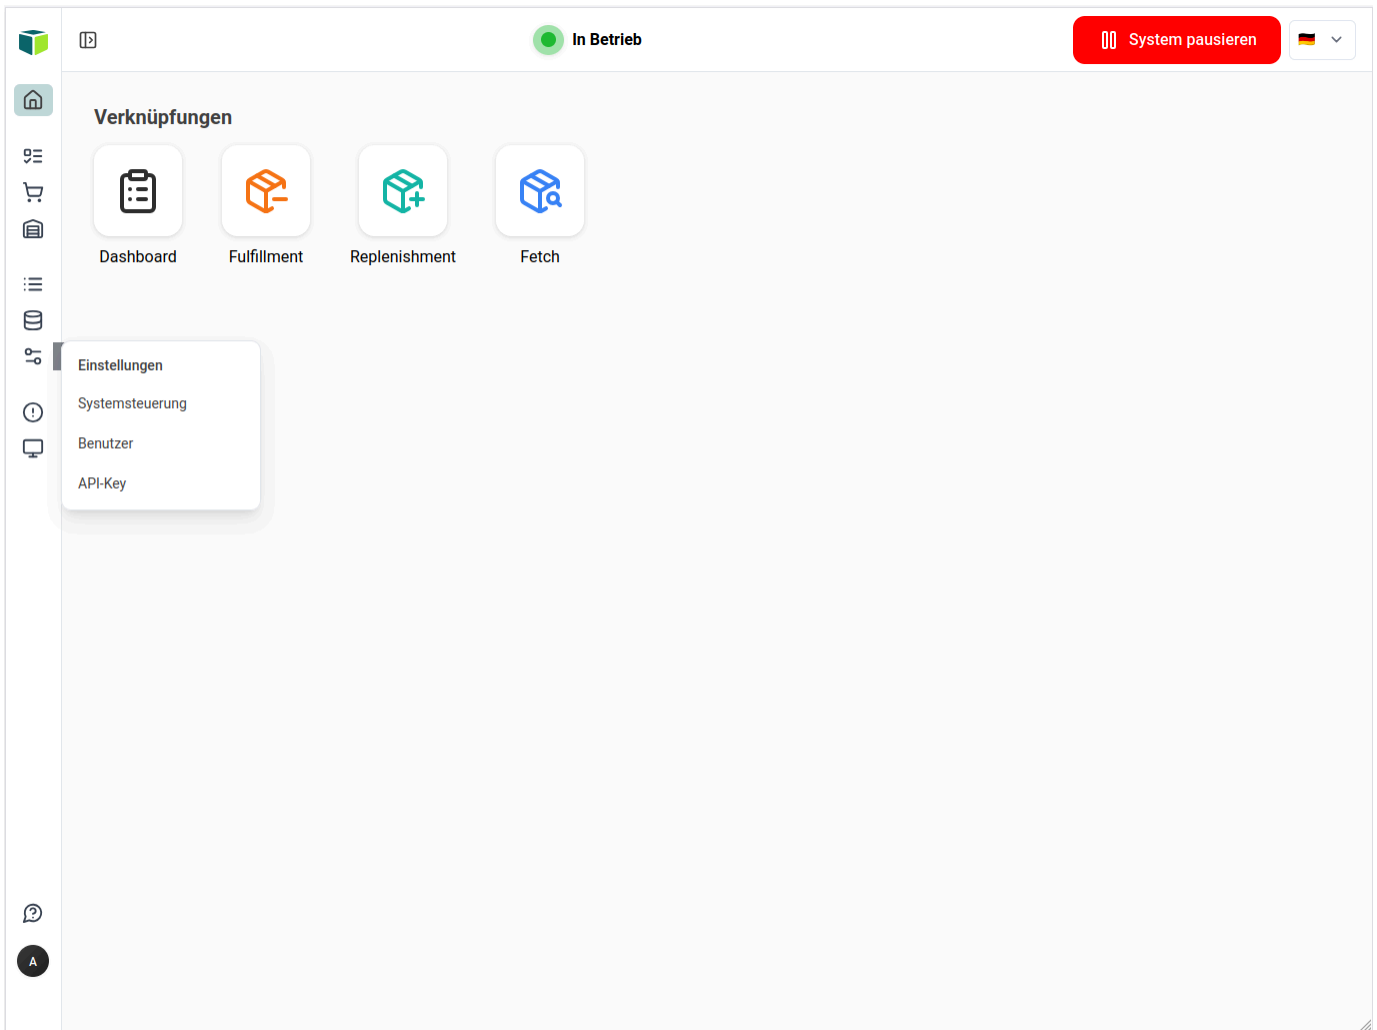 In Betrieb
System pausieren
Verknüpfungen
Dashboard
Fulfillment
Replenishment
Fetch
Einstellungen
Systemsteuerung
Benutzer
API-Key
A